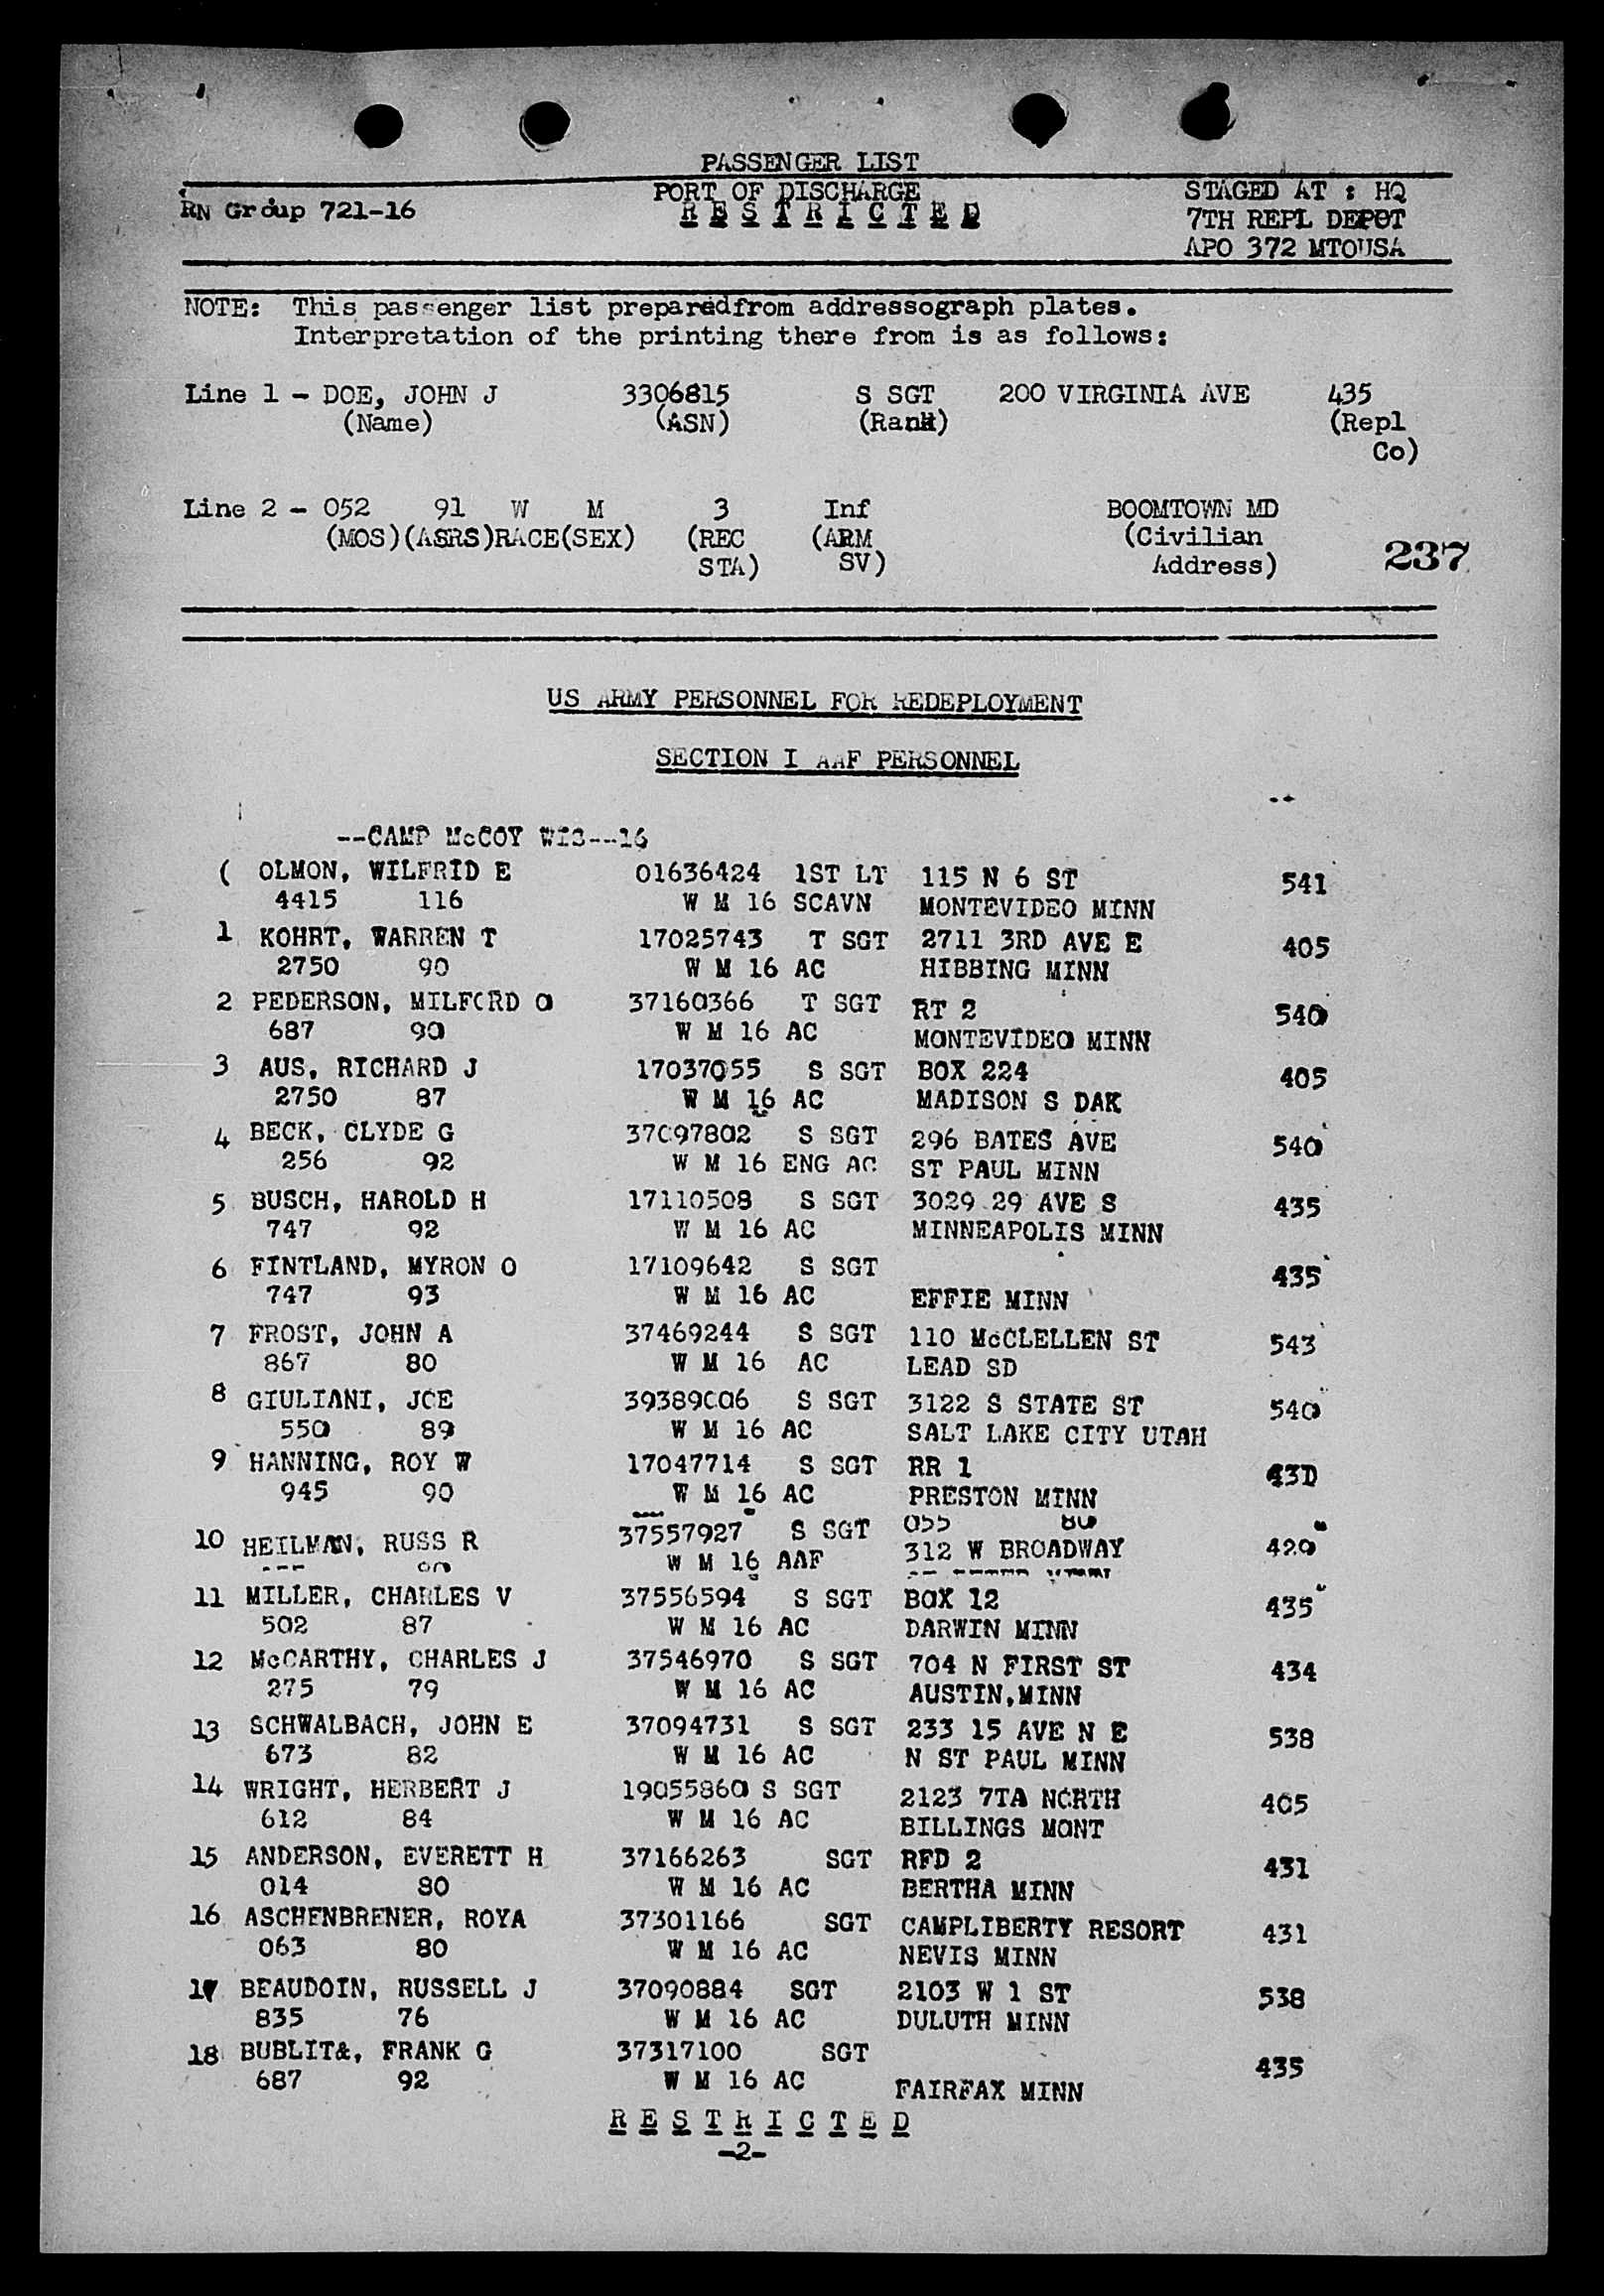 PASSENGER LIST
PORT OF DISCHARGE STAGED AT : HQ
RN Group 721-16 R E S T R I C T E D 7TH REPL DEPOT
APO 372 MTOUSA
NOTE: This passenger list preparedfrom addressograph plates.
Interpretation of the printing there from is as follows:
Line 1 - DOE, JOHN J 3306815 S SGT 200 VIRGINIA AVE 435
(Name) (ASN) (Rank) (Repl
Co)
Line 2 - 052 91 W M 3 Inf BOOMTOWN MD
(MOS)(ASRS)RACE(SEX) (REC (ARM (Civilian
STA) SV) Address)
237
US ARMY PERSONNEL FOR REDEPLOYMENT
SECTION I AAF PERSONNEL
--CAMP McCOY WIS--16
( OLMON, WILFRID E 01636424 1ST LT 115 N 6 ST 541
4415 116 W M 16 SCAVN MONTEVIDEO MINN
1 KOHRT, WARREN T 17025743 T SGT 2711 3RD AVE E 405
2750 90 W M 16 AC HIBBING MINN
2 PEDERSON, MILFORD O 37160366 T SGT RT 2 540
687 90 W M 16 AC MONTEVIDEO MINN
3 AUS, RICHARD J 17037055 S SGT BOX 224 405
2750 87 W M 16 AC MADISON S DAK
4 BECK, CLYDE G 37097802 S SGT 296 BATES AVE 540
256 92 W M 16 ENG AC ST PAUL MINN
5 BUSCH, HAROLD H 17110508 S SGT 3029 29 AVE S 435
747 92 W M 16 AC MINNEAPOLIS MINN
6 FINTLAND, MYRON O 17109642 S SGT 435
747 93 W M 16 AC EFFIE MINN
7 FROST, JOHN A 37469244 S SGT 110 McCLELLEN ST 543
867 80 W M 16 AC LEAD SD
8 GIULIANI, JOE 39389006 S SGT 3122 S STATE ST 540
550 89 W M 16 AC SALT LAKE CITY UTAH
9 HANNING, ROY W 17047714 S SGT RR 1 43D
945 90 W M 16 AC PRESTON MINN
055 80
10 HEILMAN, RUSS R 37557927 S SGT 312 W BROADWAY 420
W M 16 AAF
11 MILLER, CHARLES V 37556594 S SGT BOX 12 435
502 87 W M 16 AC DARWIN MINN
12 McCARTHY, CHARLES J 37546970 S SGT 704 N FIRST ST 434
275 79 W M 16 AC AUSTIN,MINN
13 SCHWALBACH, JOHN E 37094731 S SGT 233 15 AVE N E 538
673 82 W M 16 AC N ST PAUL MINN
14 WRIGHT, HERBERT J 19055860 S SGT 2123 7TA NORTH 405
612 84 W M 16 AC BILLINGS MONT
15 ANDERSON, EVERETT H 37166263 SGT RFD 2 431
014 80 W M 16 AC BERTHA MINN
16 ASCHENBRENER, ROYA 37301166 SGT CAMPLIBERTY RESORT 431
063 80 W M 16 AC NEVIS MINN
17 BEAUDOIN, RUSSELL J 37090884 SGT 2103 W 1 ST 538
835 76 W M 16 AC DULUTH MINN
18 BUBLIT&, FRANK G 37317100 SGT 435
687 92 W M 16 AC FAIRFAX MINN
R E S T R I C T E D
-2-